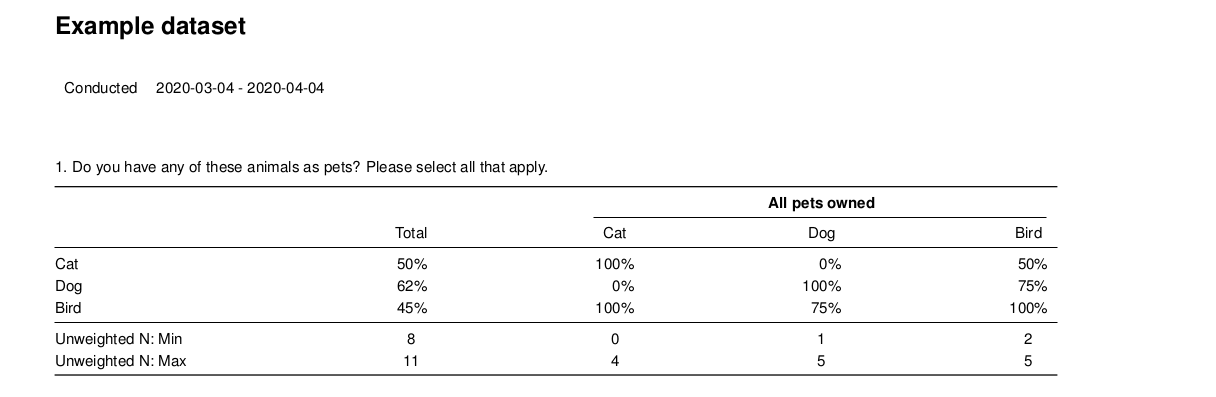 Example dataset
Conducted 2020-03-04 - 2020-04-04
1. Do you have any of these animals as pets? Please select all that apply.
All pets owned
Total Cat Dog Bird
Cat 50% 100% 0% 50%
Dog 62% 0% 100% 75%
Bird 45% 100% 75% 100%
Unweighted N: Min 8 0 1 2
Unweighted N: Max 11 4 5 5